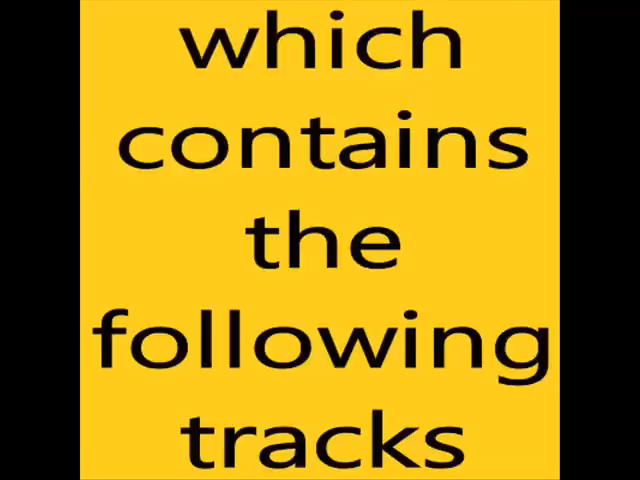 which
contains
the
following
tracks